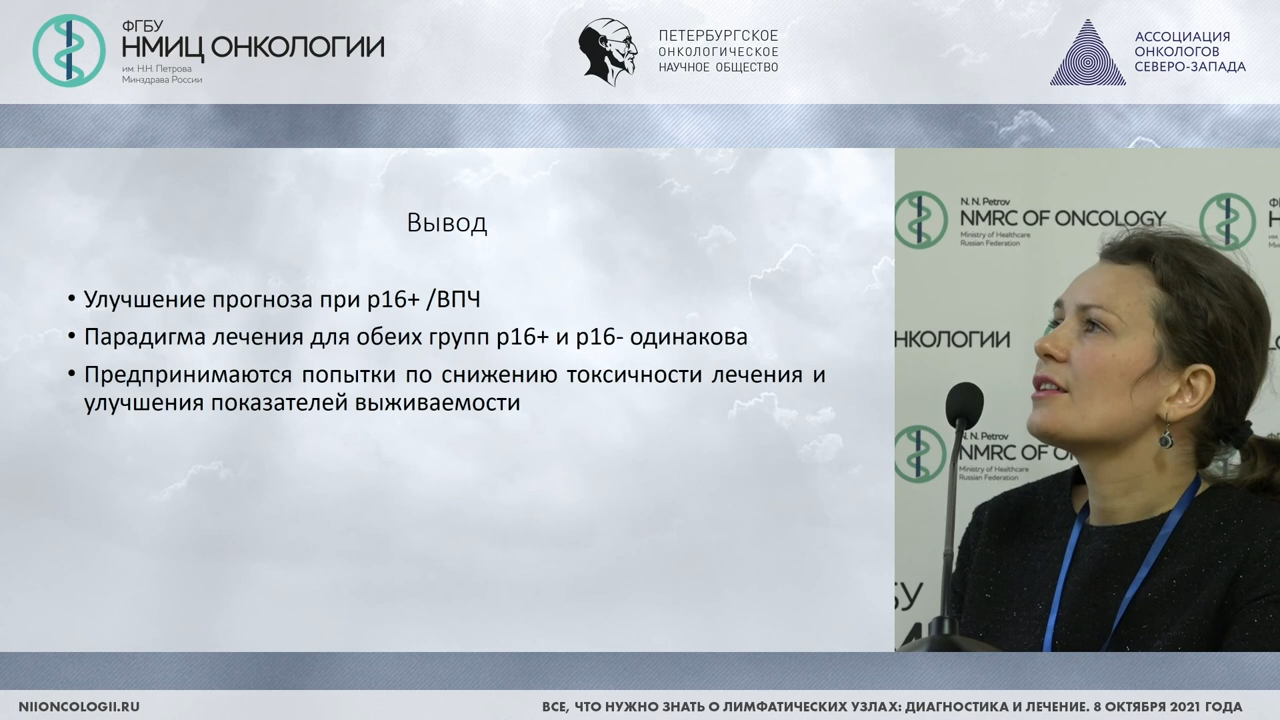 ФГБУ
НМИЦ ОНКОЛОГИИ
им. Н.Н. Петрова
Минздрава России
ПЕТЕРБУРГСКОЕ
ОНКОЛОГИЧЕСКОЕ
НАУЧНОЕ ОБЩЕСТВО
АССОЦИАЦИЯ
ОНКОЛОГОВ
СЕВЕРО-ЗАПАДА
Вывод
• Улучшение прогноза при p16+ /ВПЧ
• Парадигма лечения для обеих групп p16+ и p16- одинакова
• Предпринимаются попытки по снижению токсичности лечения и
улучшения показателей выживаемости
N. N. Petrov
NMRC OF ONCOLOGY
Ministry of Healthcare
Russian Federation
НКОЛОГИИ
N. N. Petrov
NMRC OF
Ministry of Healthcare
Russian Federation
БУ
NIIONCOLOGII.RU
ВСЕ, ЧТО НУЖНО ЗНАТЬ О ЛИМФАТИЧЕСКИХ УЗЛАХ: ДИАГНОСТИКА И ЛЕЧЕНИЕ. 8 ОКТЯБРЯ 2021 ГОДА